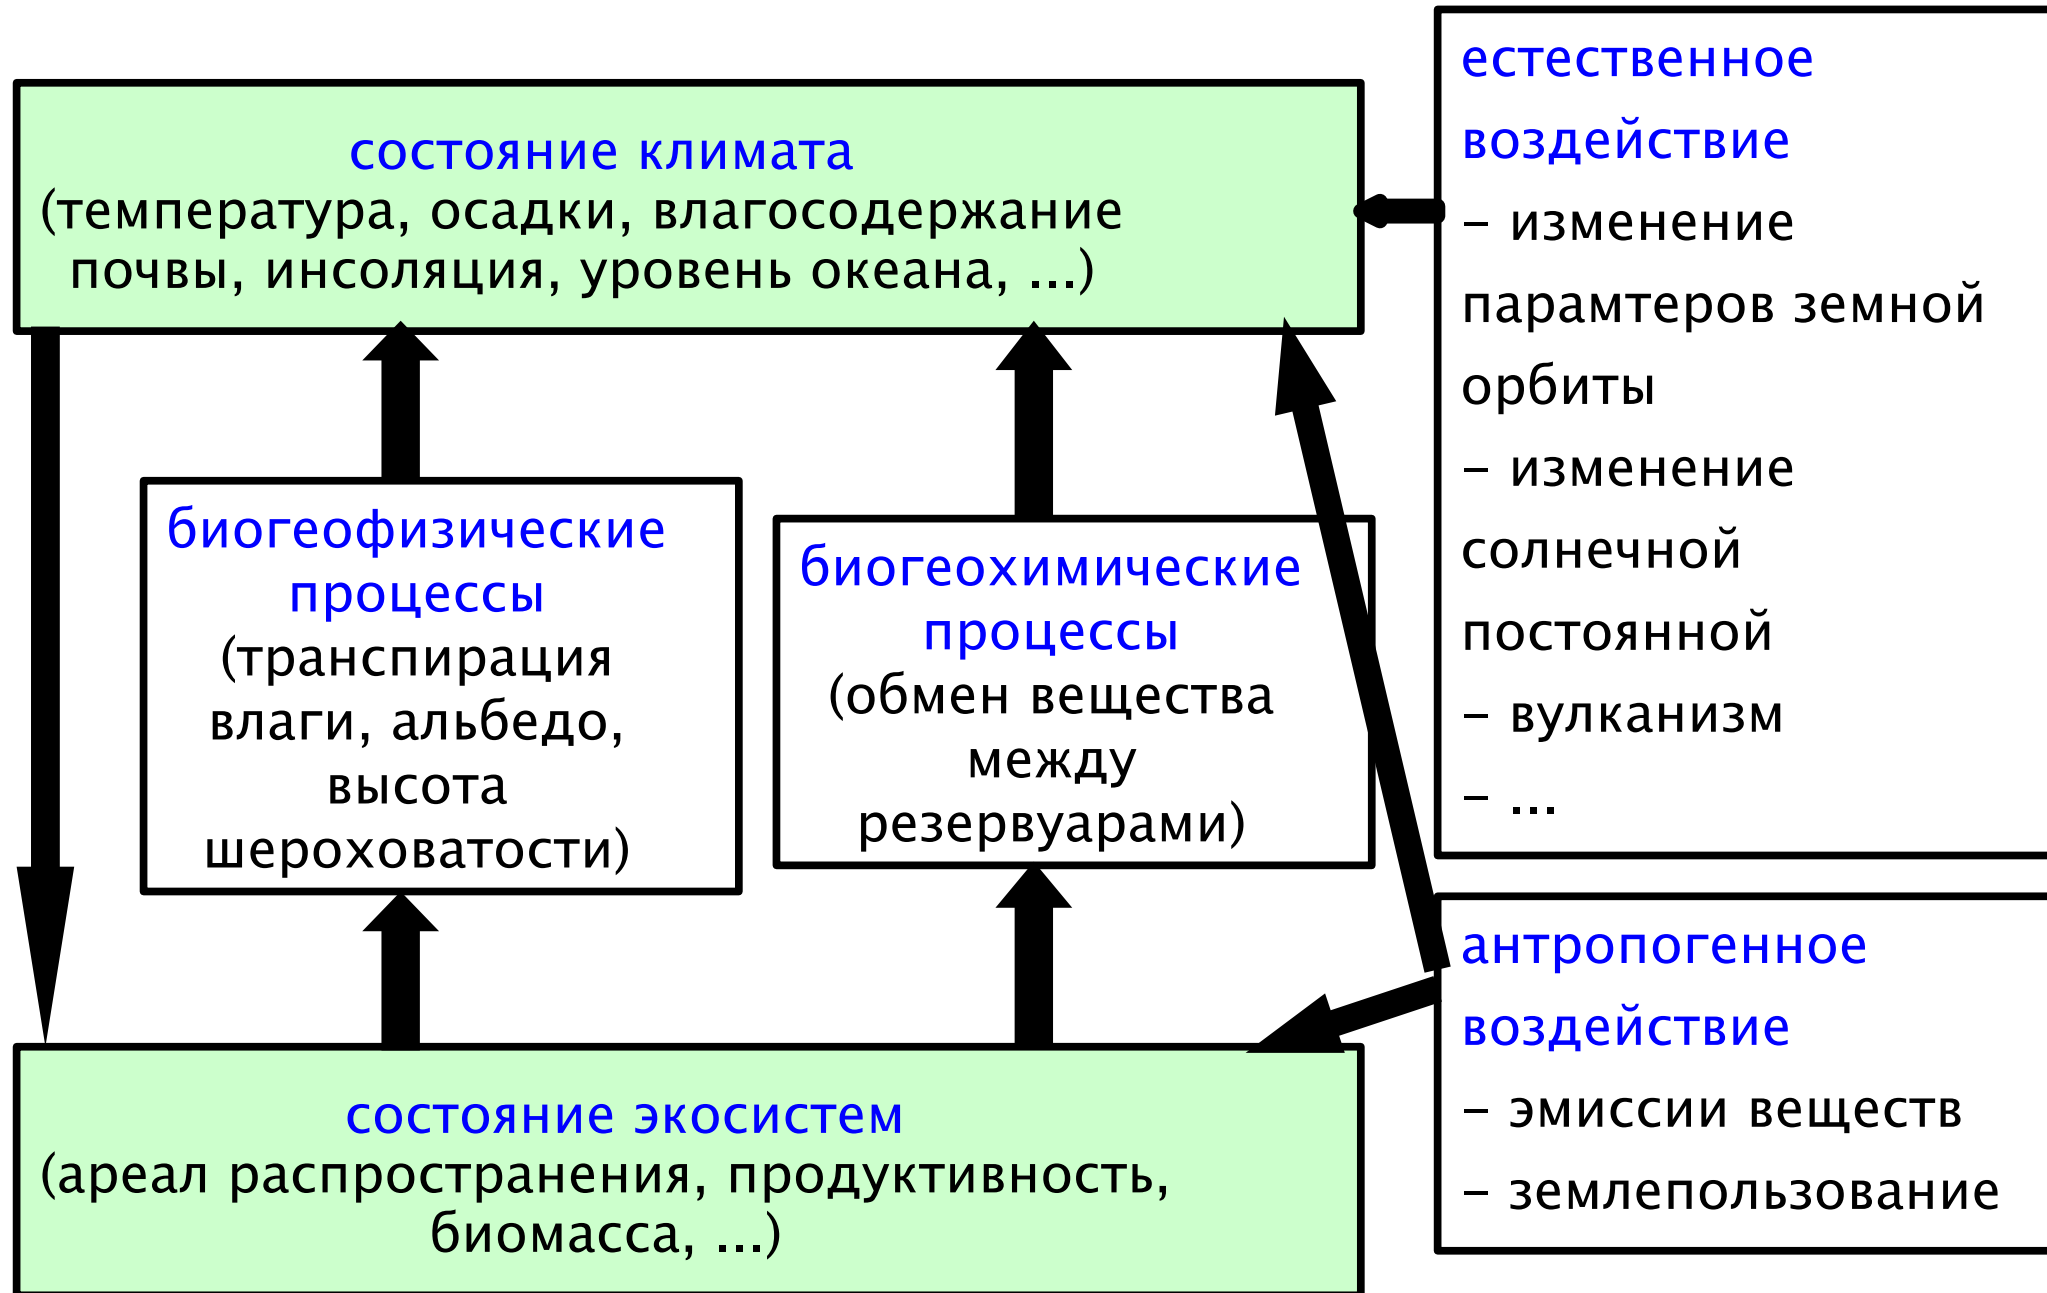 состояние климата
(температура, осадки, влагосодержание
почвы, инсоляция, уровень океана, ...)
биогеофизические
процессы
(транспирация
влаги, альбедо,
высота
шероховатости)
биогеохимические
процессы
(обмен вещества
между
резервуарами)
состояние экосистем
(ареал распространения, продуктивность,
биомасса, ...)
естественное
воздействие
– изменение
парамтеров земной
орбиты
– изменение
солнечной
постоянной
– вулканизм
– ...
антропогенное
воздействие
– эмиссии веществ
– землепользование